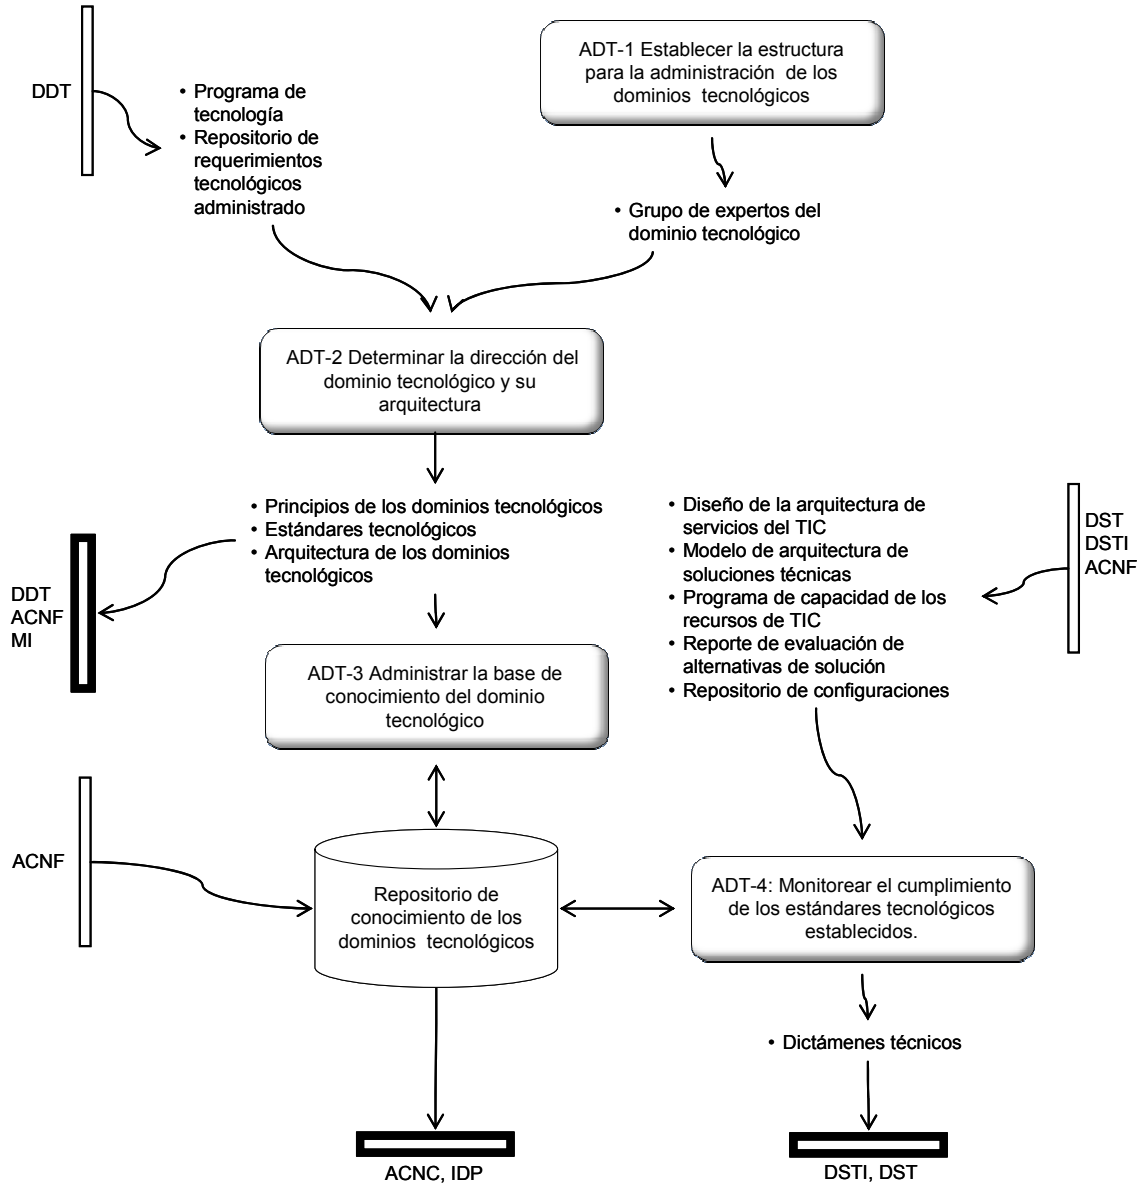 ADT-1 Establecer la estructura
para la administración de los
dominios tecnológicos
DDT
• Programa de
tecnología
• Repositorio de
requerimientos
tecnológicos
administrado
• Grupo de expertos del
dominio tecnológico
ADT-2 Determinar la dirección del
dominio tecnológico y su
arquitectura
• Principios de los dominios tecnológicos
• Estándares tecnológicos
• Arquitectura de los dominios
tecnológicos
DDT
ACNF
MI
• Diseño de la arquitectura de
servicios del TIC
• Modelo de arquitectura de
soluciones técnicas
• Programa de capacidad de los
recursos de TIC
• Reporte de evaluación de
alternativas de solución
• Repositorio de configuraciones
DST
DSTI
ACNF
ADT-3 Administrar la base de
conocimiento del dominio
tecnológico
ACNF
Repositorio de
conocimiento de los
dominios tecnológicos
ADT-4: Monitorear el cumplimiento
de los estándares tecnológicos
establecidos.
• Dictámenes técnicos
ACNC, IDP
DSTI, DST